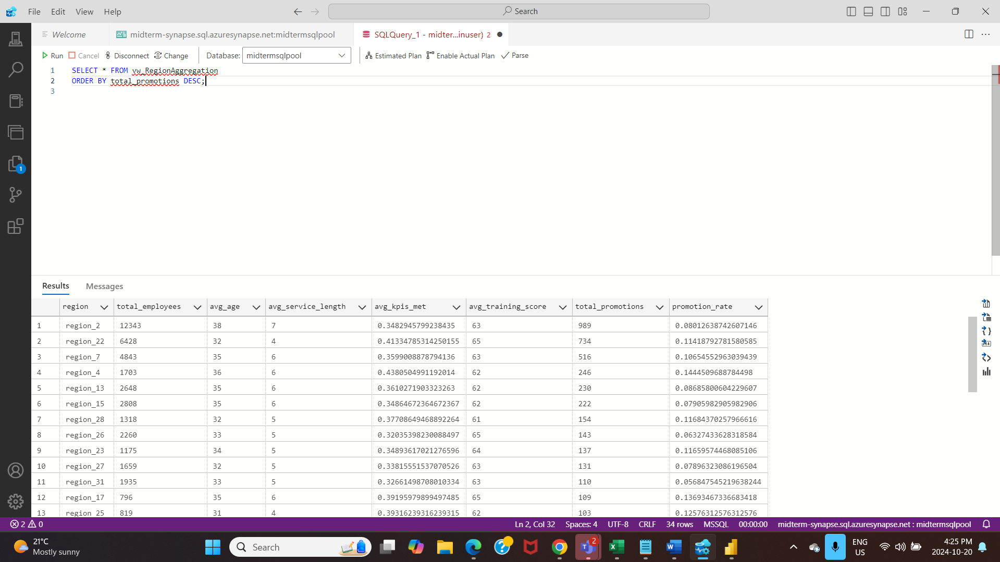 File Edit View Help
Search
Welcome
midterm-synapse.sql.azuresynapse.net:midtermsqlpool
SQLQuery_1 - midter...inuser) 2
Run Cancel Disconnect Change Database: midtermsqlpool Estimated Plan Enable Actual Plan Parse
1 SELECT * FROM vw_RegionAggregation
2 ORDER BY total_promotions DESC;
3
1
Results Messages
region total_employees avg_age avg_service_length avg_kpis_met avg_training_score total_promotions promotion_rate
1 region_2 12343 38 7 0.3482945799238435 63 989 0.08012638742607146
2 region_22 6428 32 4 0.41334785314250155 65 734 0.11418792781580585
3 region_7 4843 35 6 0.3599008878794136 63 516 0.10654552963039439
4 region_4 1703 36 6 0.4380504991192014 62 246 0.1444509688784498
5 region_13 2648 35 6 0.3610271903323263 62 230 0.08685800604229607
6 region_15 2808 35 6 0.34864672364672367 62 222 0.07905982905982906
7 region_28 1318 32 5 0.37708649468892264 61 154 0.11684370257966616
8 region_26 2260 33 5 0.32035398230088497 65 143 0.06327433628318584
9 region_23 1175 34 5 0.34893617021276596 64 137 0.11659574468085106
10 region_27 1659 32 5 0.33815551537070526 63 131 0.07896323086196504
11 region_31 1935 33 5 0.32661498708010334 63 110 0.056847545219638244
12 region_17 796 35 6 0.39195979899497485 65 109 0.13693467336683418
13 region_25 819 31 4 0.39316239316239315 62 103 0.12576312576312576
2 0 Ln 2, Col 32 Spaces: 4 UTF-8 CRLF 34 rows MSSQL 00:00:00 midterm-synapse.sql.azuresynapse.net : midtermsqlpool
21°C
Mostly sunny
Search
2
ENG
US
4:25 PM
2024-10-20